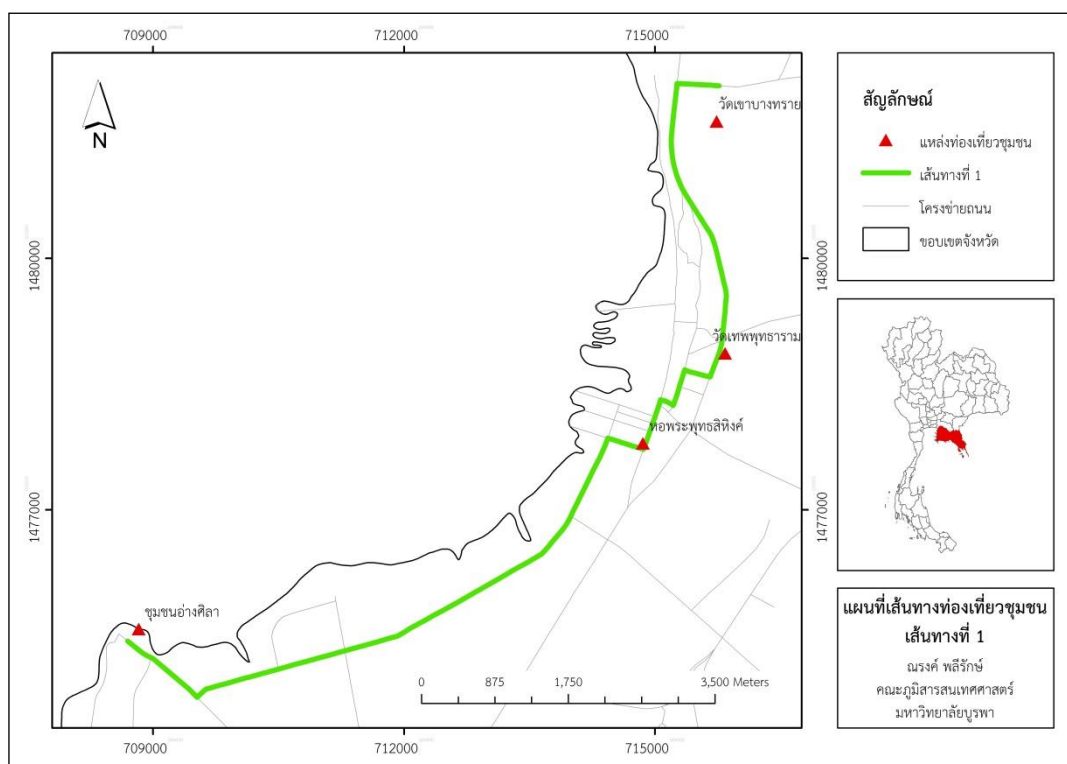 709000
712000
715000
N
วัดเขาบางทราย
1480000
1480000
วัดเทพพุทธาราม
หอพระพุทธสิหิงค์
1477000
1477000
ชุมชนอ่างศิลา
0
875
1,750
3,500 Meters
709000
712000
715000
สัญลักษณ์
แหล่งท่องเที่ยวชุมชน
เส้นทางที่ 1
โครงข่ายถนน
ขอบเขตจังหวัด
แผนที่เส้นทางท่องเที่ยวชุมชน
เส้นทางที่ 1
ณรงค์ พลีรักษ์
คณะภูมิสารสนเทศศาสตร์
มหาวิทยาลัยบูรพา